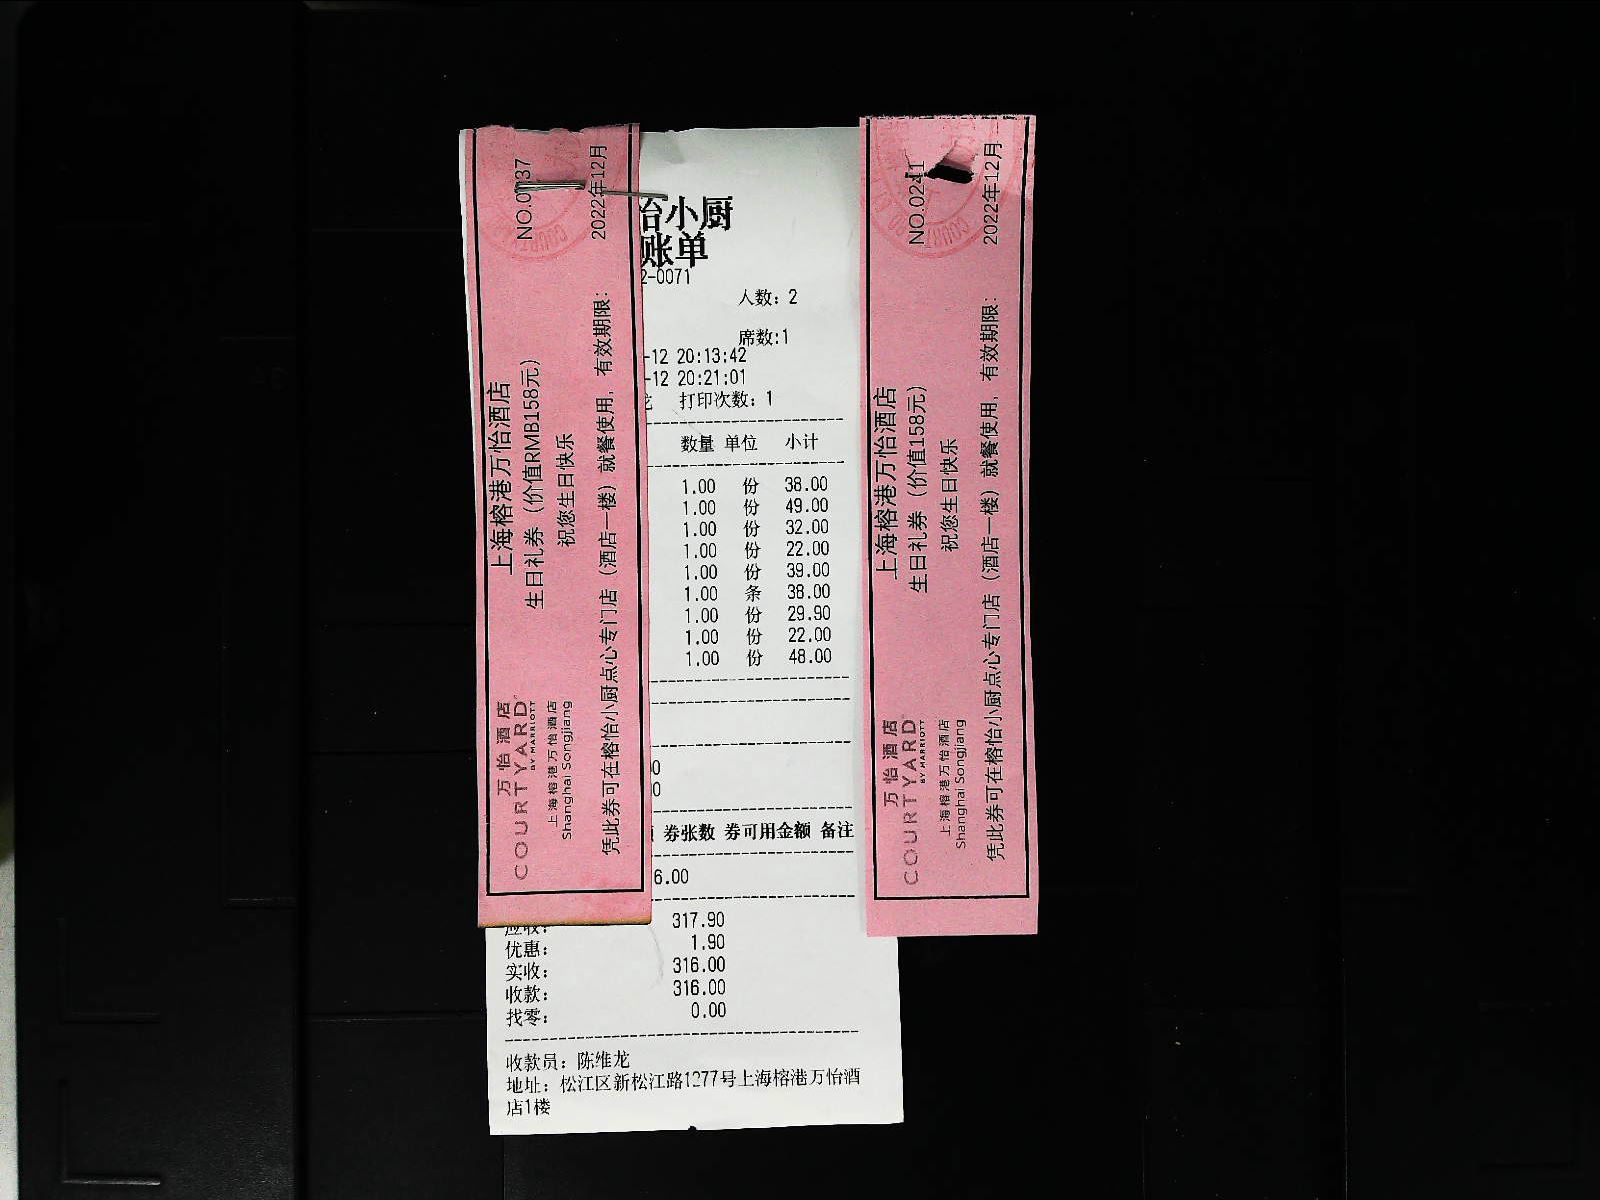 小厨
账单
2-0071
人数: 2
席数:1
-12 20:13:42
-12 20:21:01
打印次数: 1
数量 单位 小计
1.00 份 38.00
1.00 份 49.00
1.00 份 32.00
1.00 份 22.00
1.00 份 39.00
1.00 条 38.00
1.00 份 29.90
1.00 份 22.00
1.00 份 48.00
0
0
券张数 券可用金额 备注
6.00
应收: 317.90
优惠: 1.90
实收: 316.00
收款: 316.00
找零: 0.00
收款员: 陈维龙
地址: 松江区新松江路1277号上海榕港万怡酒
店1楼
万怡酒店
COURTYARD
BY MARRIOTT
上海榕港万怡酒店
Shanghai Songjiang
上海榕港万怡酒店
生日礼券（价值RMB158元）
祝您生日快乐
凭此券可在榕怡小厨点心专门店（酒店一楼）就餐使用，有效期限: 2022年12月
万怡酒店
COURTYARD
BY MARRIOTT
上海榕港万怡酒店
Shanghai Songjiang
NO.0241
上海榕港万怡酒店
生日礼券（价值158元）
祝您生日快乐
凭此券可在榕怡小厨点心专门店（酒店一楼）就餐使用，有效期限: 2022年12月